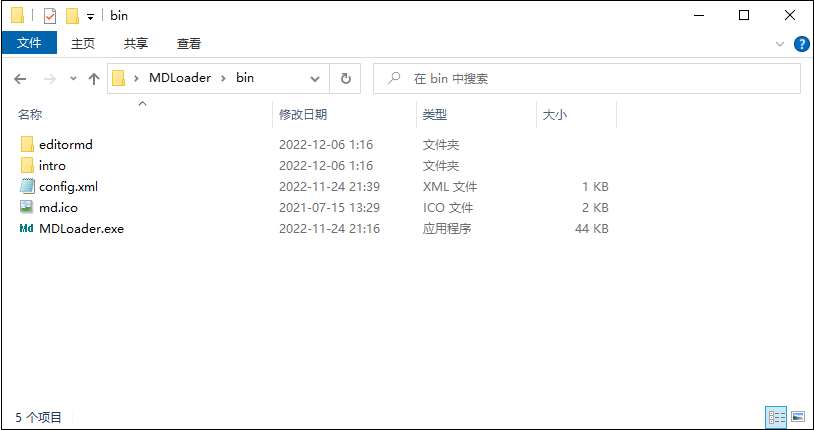 bin
文件 主页 共享 查看
MDLoader bin 在 bin 中搜索
名称 修改日期 类型 大小
editormd 2022-12-06 1:16 文件夹
intro 2022-12-06 1:16 文件夹
config.xml 2022-11-24 21:39 XML 文件 1 KB
md.ico 2021-07-15 13:29 ICO 文件 2 KB
Md MDLoader.exe 2022-11-24 21:16 应用程序 44 KB
5 个项目